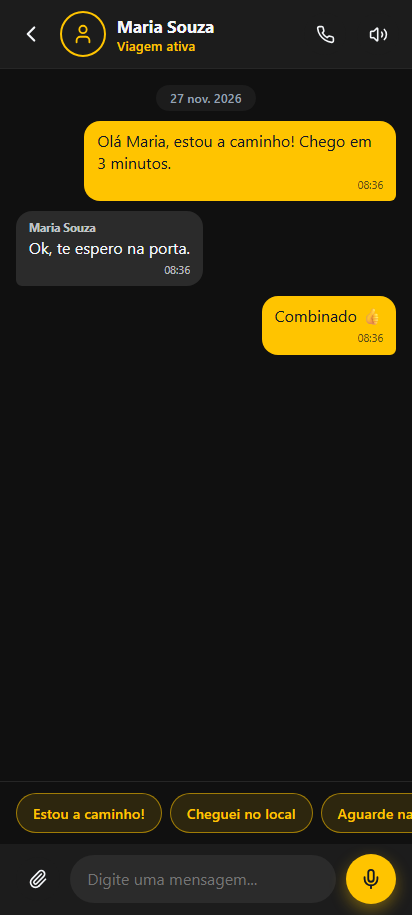 Maria Souza
Viagem ativa
27 nov. 2026
Olá Maria, estou a caminho! Chego em
3 minutos.
08:36
Maria Souza
Ok, te espero na porta.
08:36
Combinado 👍
08:36
Estou a caminho!
Cheguei no local
Aguarde na
Digite uma mensagem...